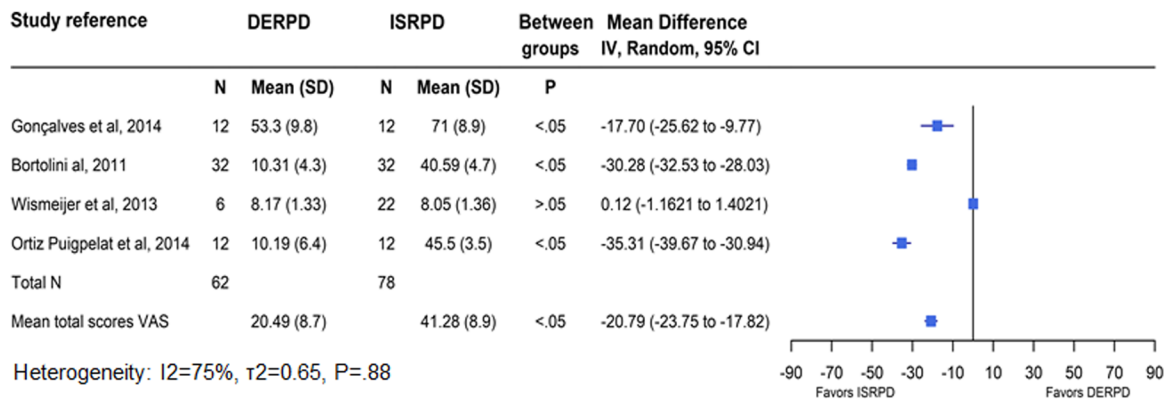 Study reference DERPD ISRPD Between groups Mean Difference IV, Random, 95% CI
N Mean (SD) N Mean (SD) P
Gonçalves et al, 2014 12 53.3 (9.8) 12 71 (8.9) <.05 -17.70 (-25.62 to -9.77)
Bortolini al, 2011 32 10.31 (4.3) 32 40.59 (4.7) <.05 -30.28 (-32.53 to -28.03)
Wismeijer et al, 2013 6 8.17 (1.33) 22 8.05 (1.36) >.05 0.12 (-1.1621 to 1.4021)
Ortiz Puigpelat et al, 2014 12 10.19 (6.4) 12 45.5 (3.5) <.05 -35.31 (-39.67 to -30.94)
Total N 62 78
Mean total scores VAS 20.49 (8.7) 41.28 (8.9) <.05 -20.79 (-23.75 to -17.82)
Heterogeneity: I2=75%, τ2=0.65, P=.88
-90 -70 -50 -30 -10 10 30 50 70 90
Favors ISRPD Favors DERPD